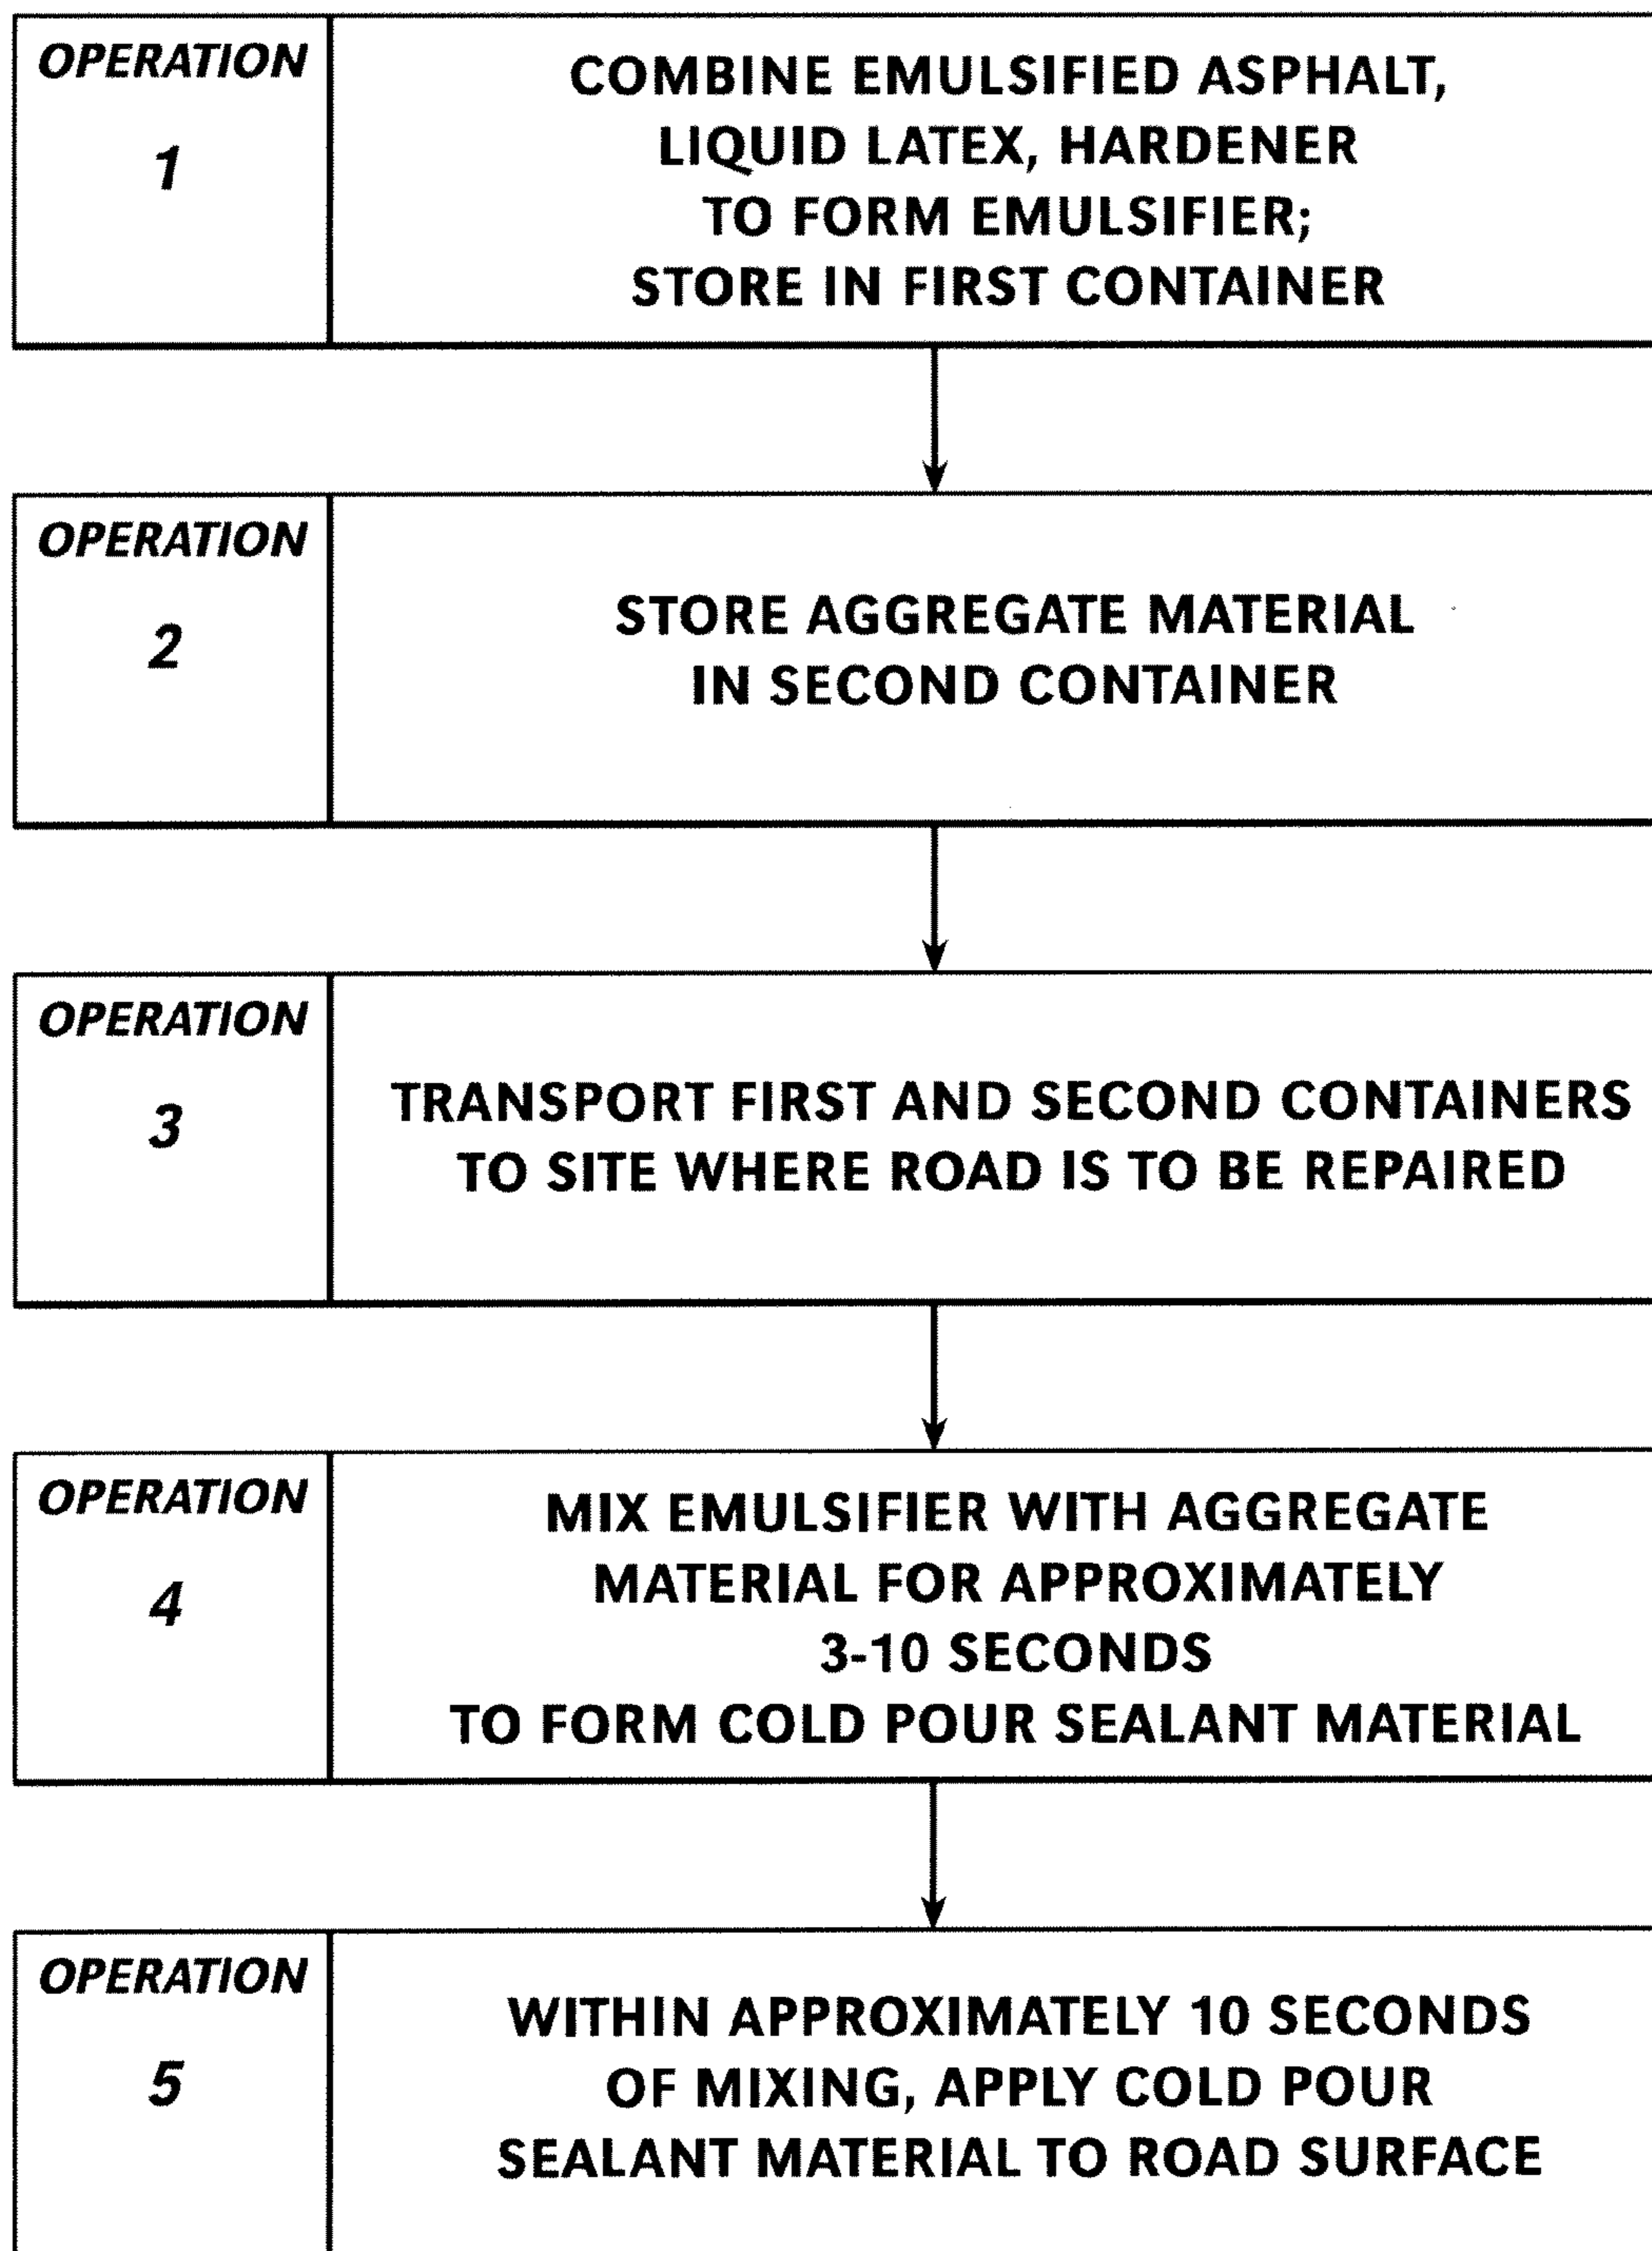 OPERATION
1
COMBINE EMULSIFIED ASPHALT,
LIQUID LATEX, HARDENER
TO FORM EMULSIFIER;
STORE IN FIRST CONTAINER
OPERATION
2
STORE AGGREGATE MATERIAL
IN SECOND CONTAINER
OPERATION
3
TRANSPORT FIRST AND SECOND CONTAINERS
TO SITE WHERE ROAD IS TO BE REPAIRED
OPERATION
4
MIX EMULSIFIER WITH AGGREGATE
MATERIAL FOR APPROXIMATELY
3-10 SECONDS
TO FORM COLD POUR SEALANT MATERIAL
OPERATION
5
WITHIN APPROXIMATELY 10 SECONDS
OF MIXING, APPLY COLD POUR
SEALANT MATERIAL TO ROAD SURFACE